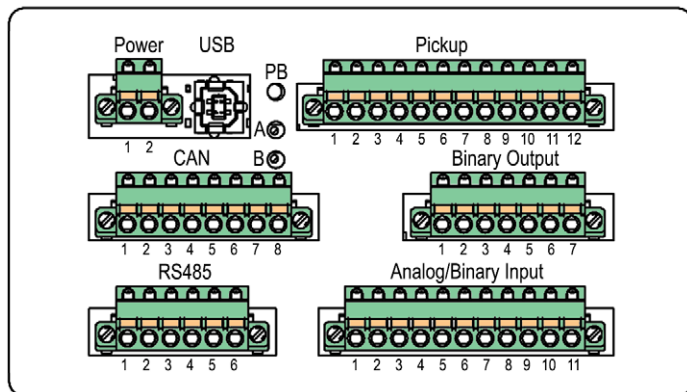 Power USB Pickup
PB
A
1 2
1 2 3 4 5 6 7 8 9 10 11 12
CAN B Binary Output
1 2 3 4 5 6 7 8
1 2 3 4 5 6 7
RS485 Analog/Binary Input
1 2 3 4 5 6
1 2 3 4 5 6 7 8 9 10 11